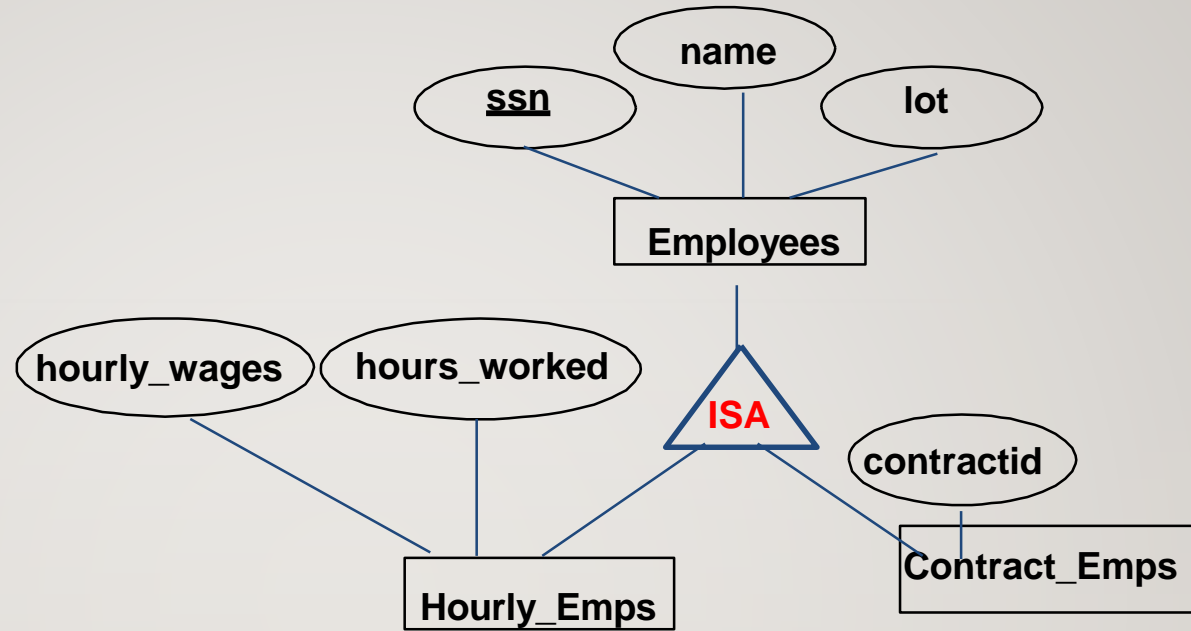 name
ssn
lot
Employees
hourly_wages
hours_worked
ISA
contractid
Contract_Emps
Hourly_Emps